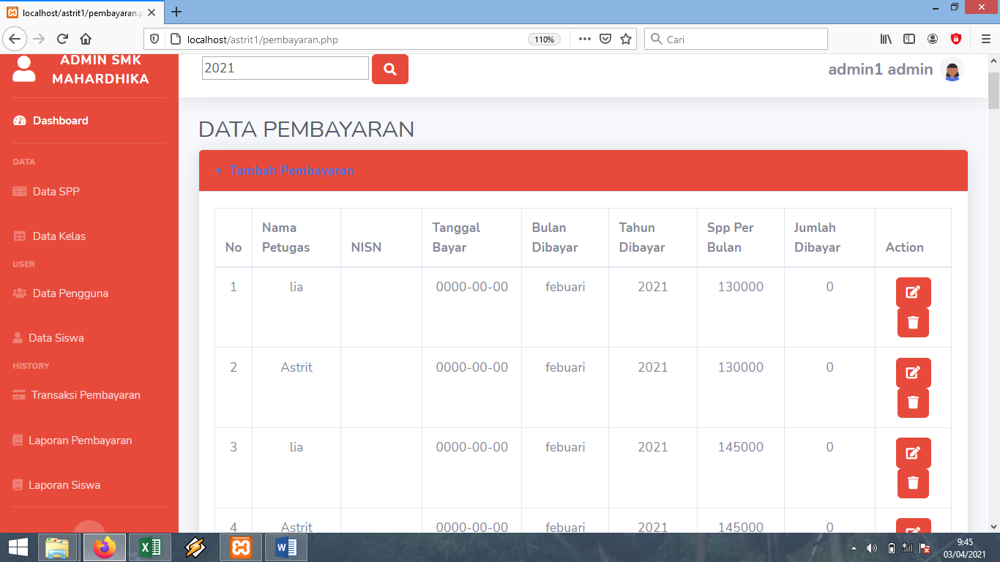 localhost/astrit1/pembayaran.p
localhost/astrit1/pembayaran.php
110%
Cari
ADMIN SMK
MAHARDHIKA
2021
admin1 admin
Dashboard
DATA
Data SPP
Data Kelas
USER
Data Pengguna
Data Siswa
HISTORY
Transaksi Pembayaran
Laporan Pembayaran
Laporan Siswa
DATA PEMBAYARAN
+ Tambah Pembayaran
No Nama Petugas NISN Tanggal Bayar Bulan Dibayar Tahun Dibayar Spp Per Bulan Jumlah Dibayar Action
1 lia 0000-00-00 febuari 2021 130000 0
2 Astrit 0000-00-00 febuari 2021 130000 0
3 lia 0000-00-00 febuari 2021 145000 0
4 Astrit 0000-00-00 febuari 2021 145000 0
9:45
03/04/2021